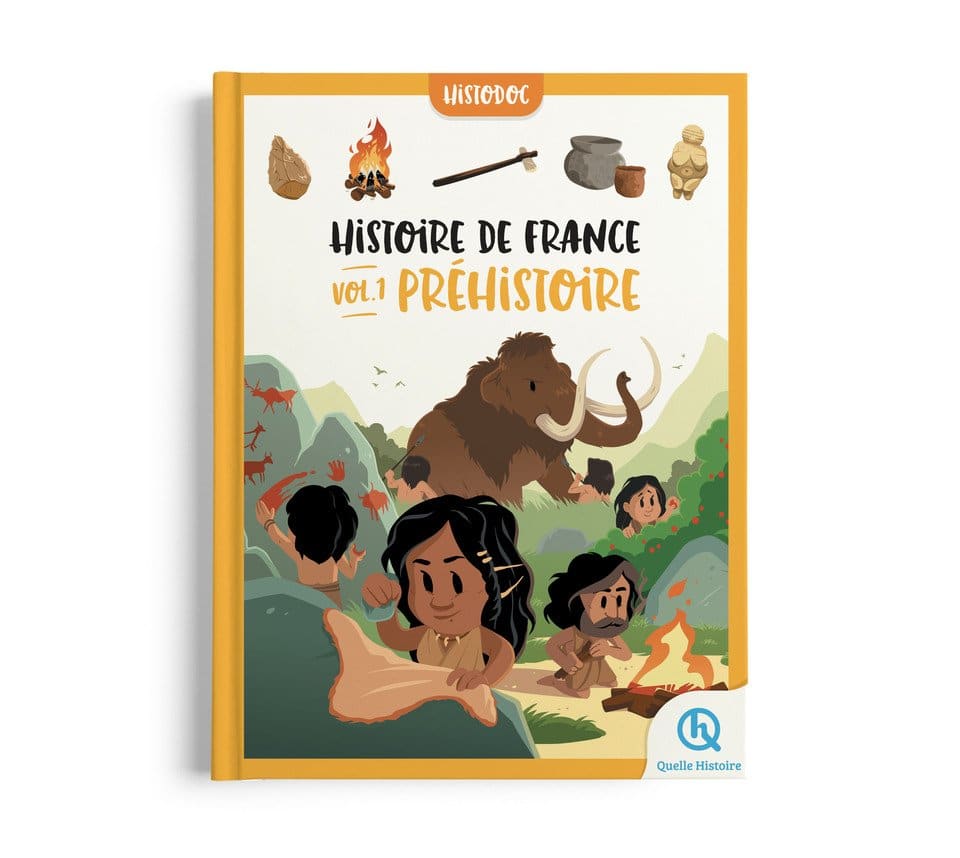 HISTODOC
HISTOIRE DE FRANCE
VOL.1 PRÉHISTOIRE
Quelle Histoire